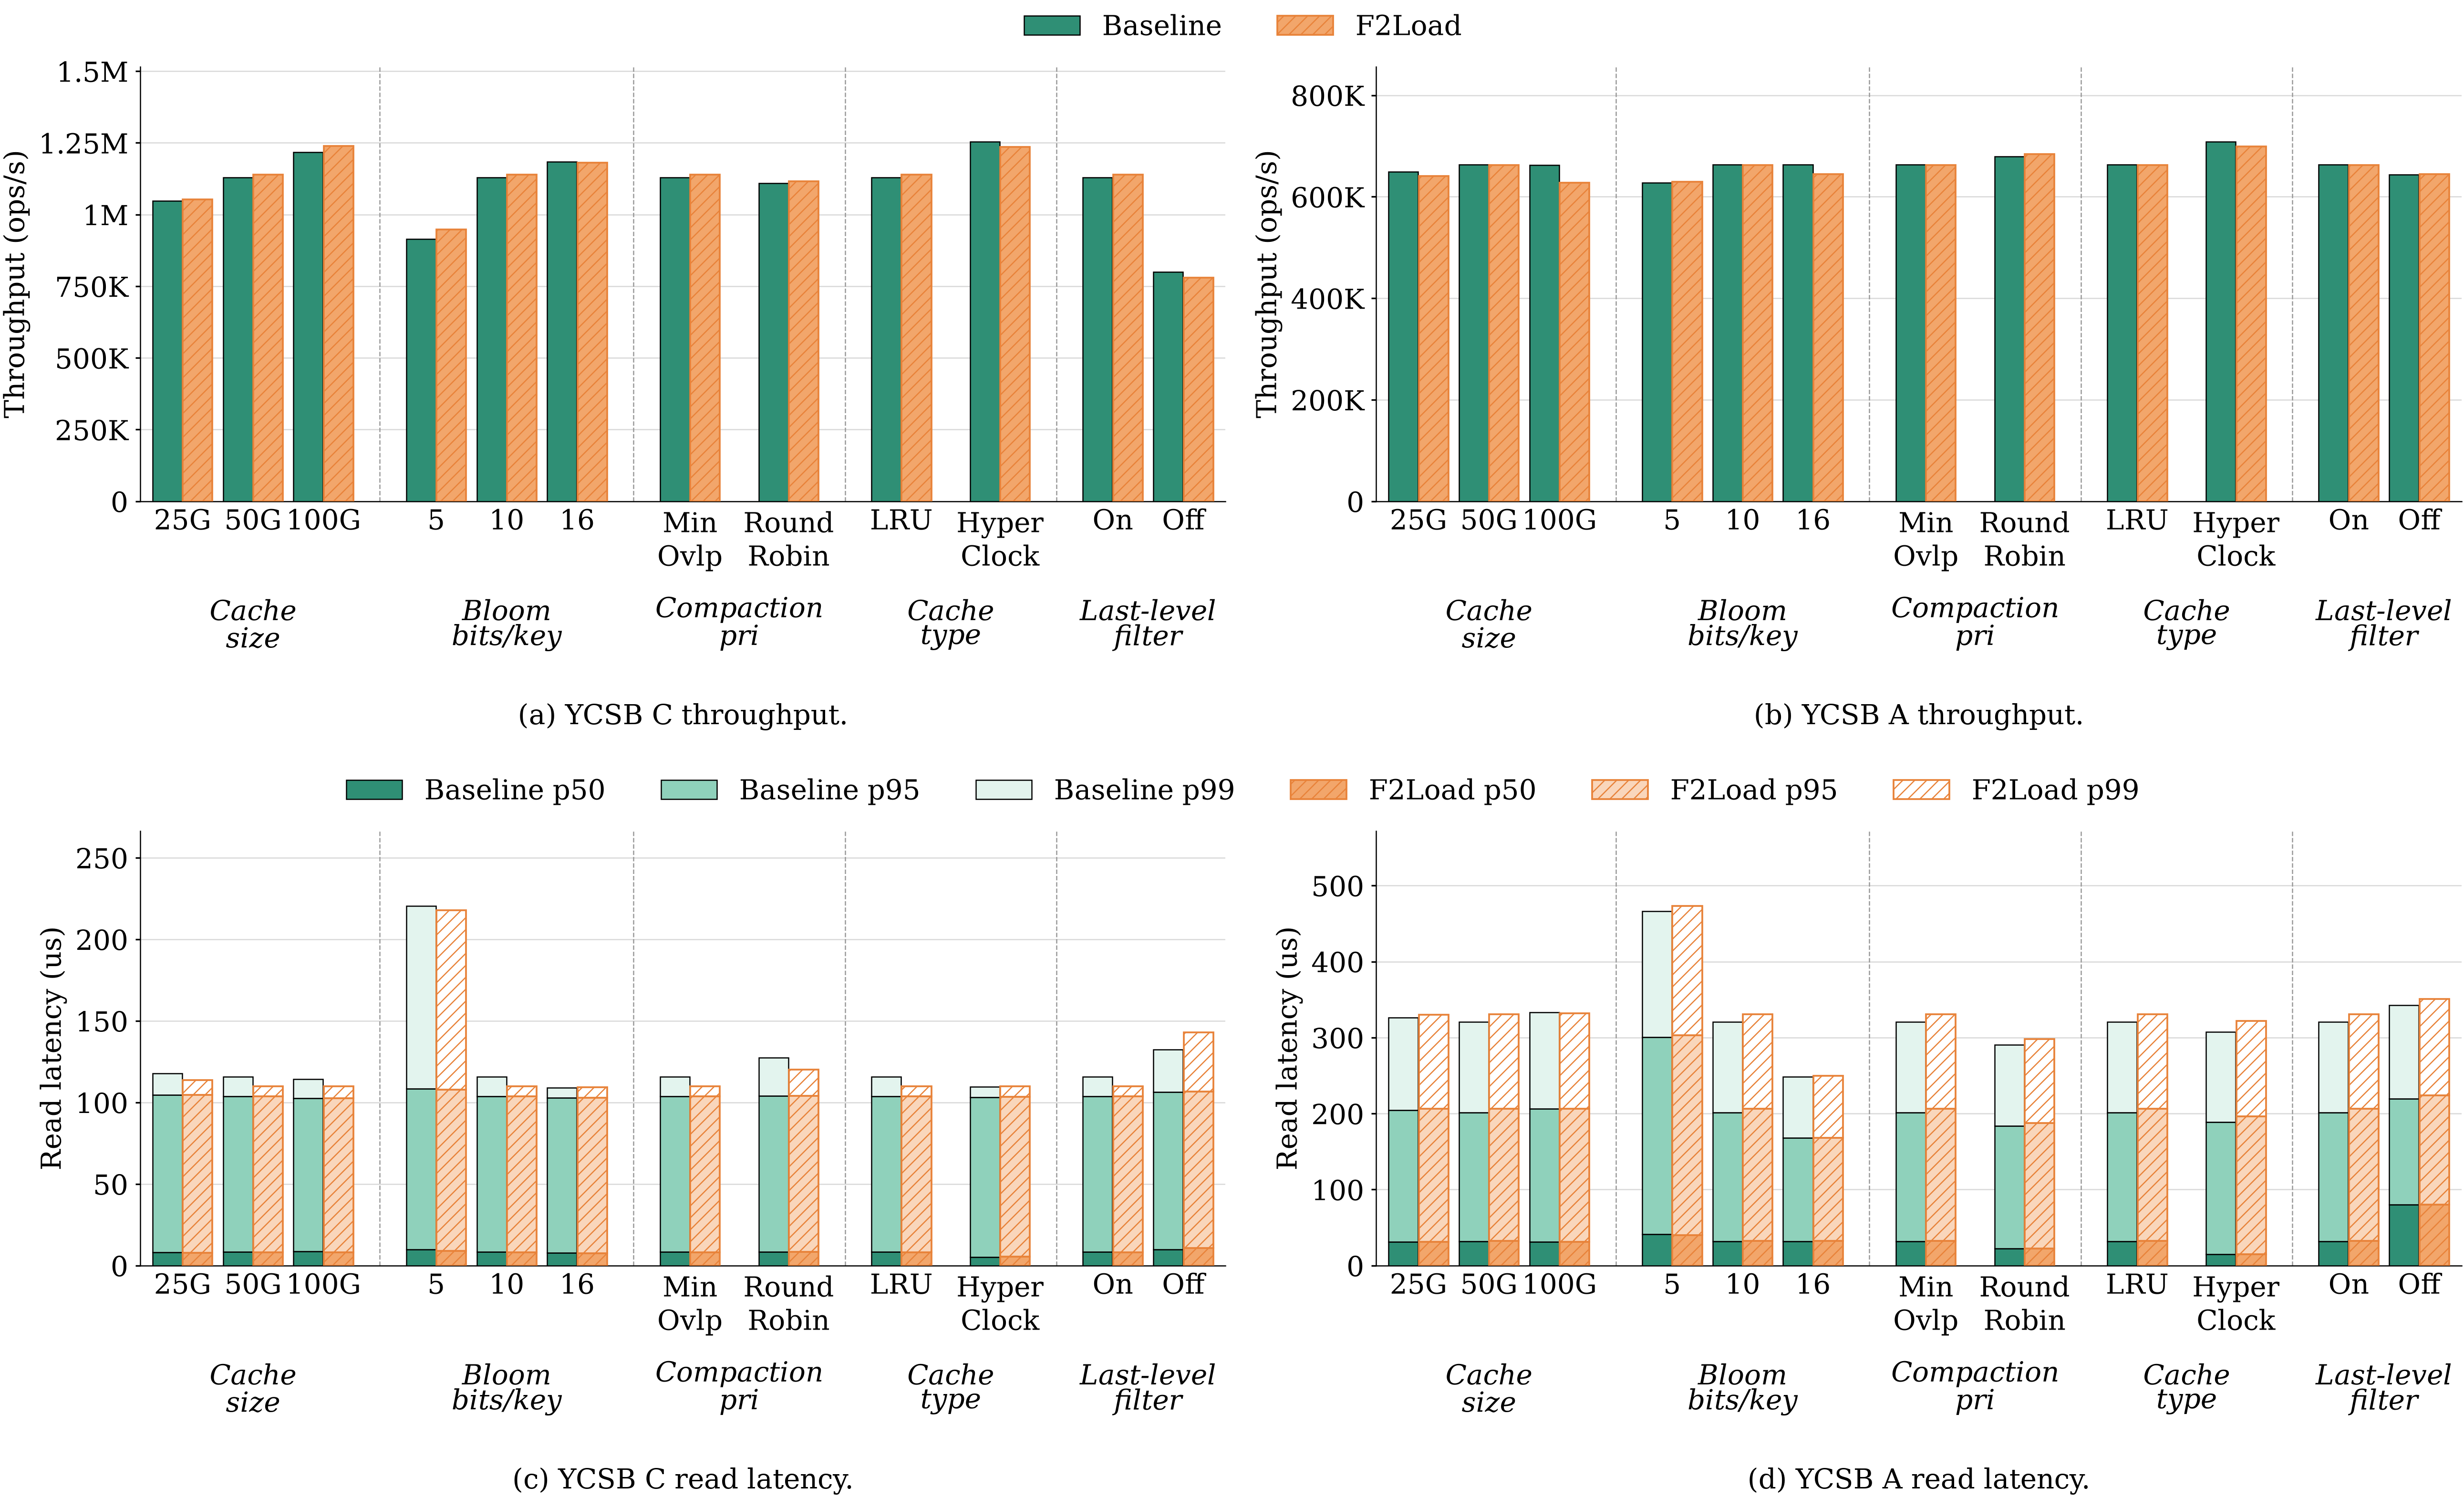 Baseline F2Load
Throughput (ops/s)
1.5M
1.25M
1M
750K
500K
250K
0
25G 50G 100G 5 10 16 Min Ovlp Round Robin LRU Hyper Clock On Off
Cache size Bloom bits/key Compaction pri Cache type Last-level filter
(a) YCSB C throughput.
Throughput (ops/s)
800K
600K
400K
200K
0
25G 50G 100G 5 10 16 Min Ovlp Round Robin LRU Hyper Clock On Off
Cache size Bloom bits/key Compaction pri Cache type Last-level filter
(b) YCSB A throughput.
Baseline p50 Baseline p95 Baseline p99 F2Load p50 F2Load p95 F2Load p99
Read latency (us)
250
200
150
100
50
0
25G 50G 100G 5 10 16 Min Ovlp Round Robin LRU Hyper Clock On Off
Cache size Bloom bits/key Compaction pri Cache type Last-level filter
(c) YCSB C read latency.
Read latency (us)
500
400
300
200
100
0
25G 50G 100G 5 10 16 Min Ovlp Round Robin LRU Hyper Clock On Off
Cache size Bloom bits/key Compaction pri Cache type Last-level filter
(d) YCSB A read latency.